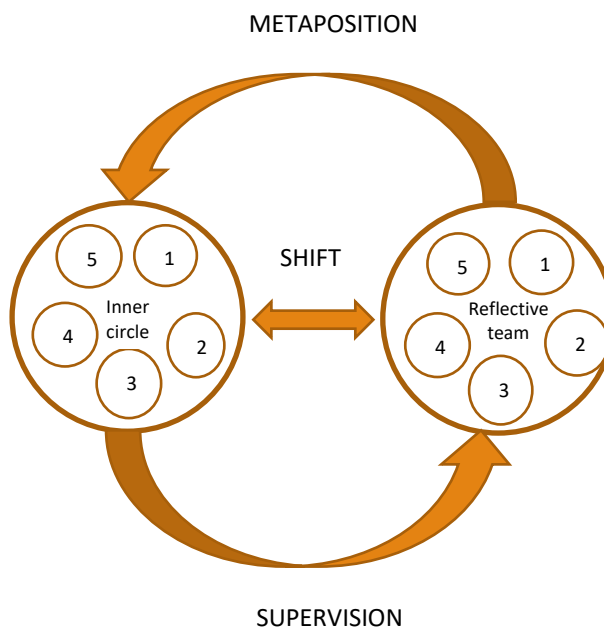 METAPOSITION
SHIFT
5
1
Inner
circle
4
2
3
5
1
Reflective
team
4
2
3
SUPERVISION